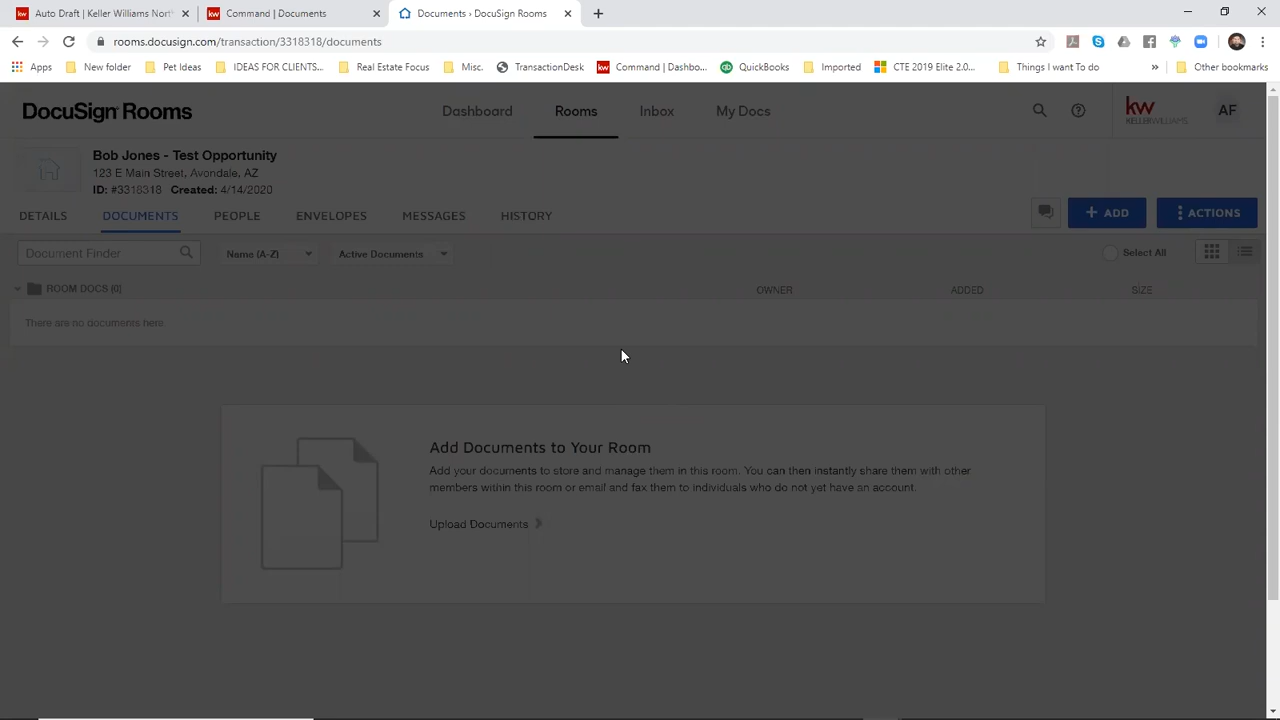 Auto Draft | Keller Williams Nort
Command | Documents
Documents › DocuSign Rooms
rooms.docusign.com/transaction/3318318/documents
Apps
New folder
Pet Ideas
IDEAS FOR CLIENTS...
Real Estate Focus
Misc.
TransactionDesk
Command | Dashbo...
QuickBooks
Imported
CTE 2019 Elite 2.0...
Things I want To Do
»
Other bookmarks
DocuSign Rooms
Dashboard
Rooms
Inbox
My Docs
kw
KELLERWILLIAMS.
AF
Bob Jones - Test Opportunity
123 E Main Street, Avondale, AZ
ID: #3318318 Created: 4/14/2020
DETAILS
DOCUMENTS
PEOPLE
ENVELOPES
MESSAGES
HISTORY
+ ADD
ACTIONS
Document Finder
Name (A-Z)
Active Documents
Select All
ROOM DOCS (0)
OWNER
ADDED
SIZE
There are no documents here.
Add Documents to Your Room
Add your documents to store and manage them in this room. You can then instantly share them with other
members within this room or email and fax them to individuals who do not yet have an account.
Upload Documents